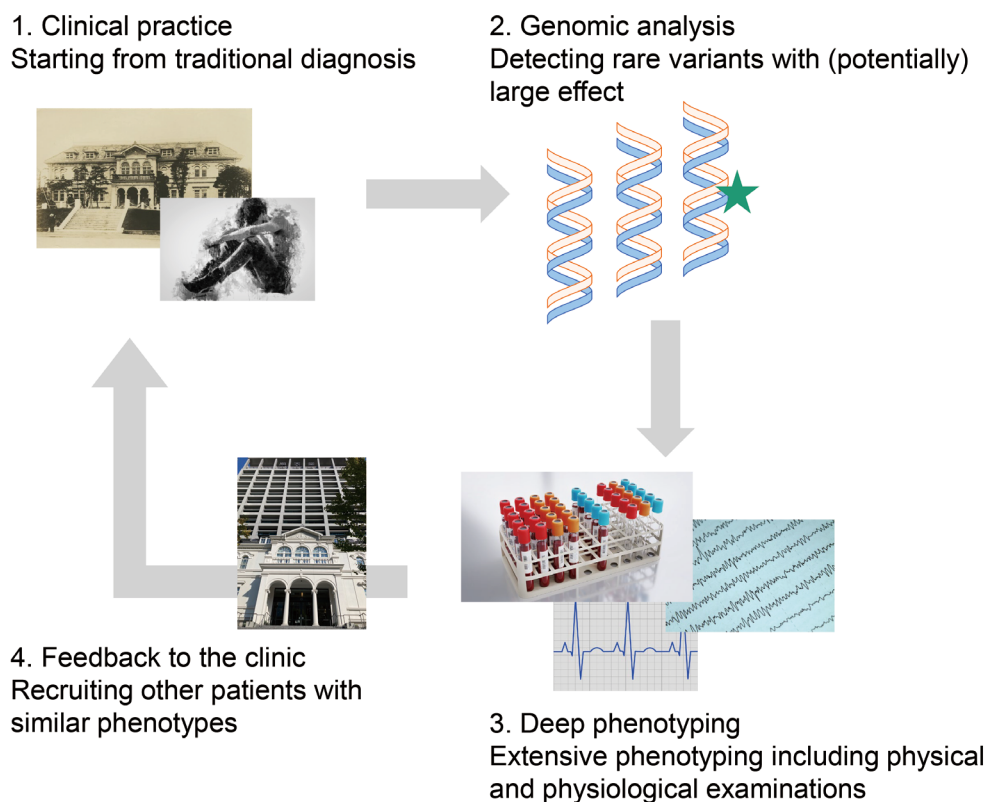 1. Clinical practice
Starting from traditional diagnosis
2. Genomic analysis
Detecting rare variants with (potentially)
large effect
3. Deep phenotyping
Extensive phenotyping including physical
and physiological examinations
4. Feedback to the clinic
Recruiting other patients with
similar phenotypes